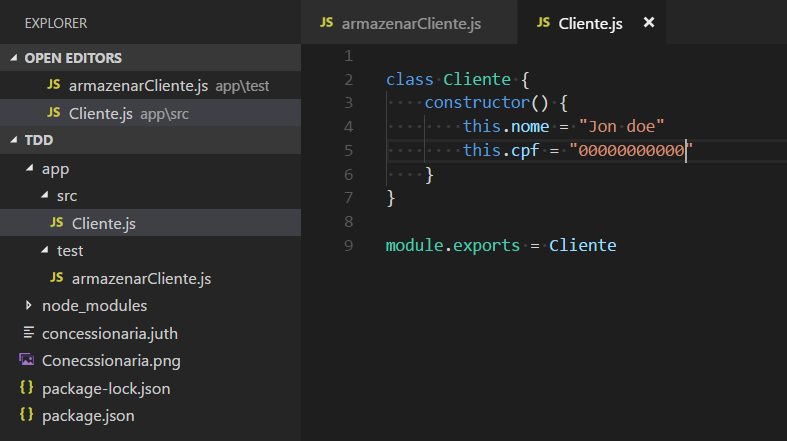 EXPLORER
OPEN EDITORS
JS armazenarCliente.js app\test
JS Cliente.js app\src
TDD
app
src
JS Cliente.js
test
JS armazenarCliente.js
node_modules
concessionaria.juth
Conecssionaria.png
{} package-lock.json
{} package.json
JS armazenarCliente.js
JS Cliente.js ×
1
2 class Cliente {
3 constructor() {
4 this.nome = "Jon doe"
5 this.cpf = "00000000000"
6 }
7 }
8
9 module.exports = Cliente